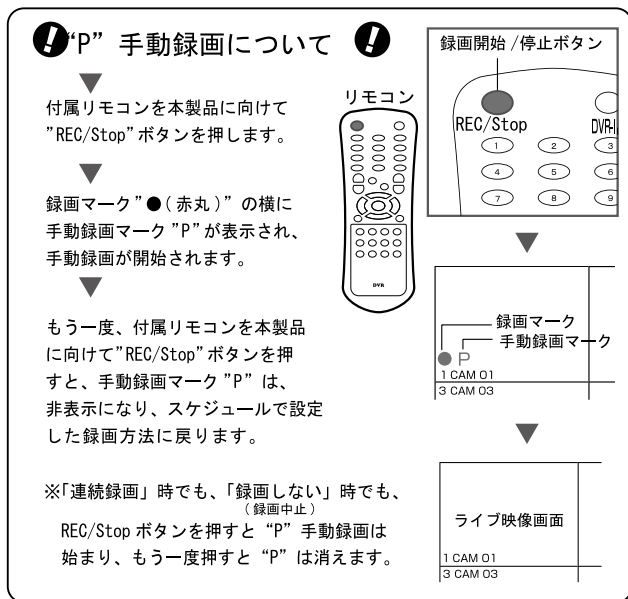 “P” 手動録画について
付属リモコンを本製品に向けて
”REC/Stop”ボタンを押します。
録画マーク”●(赤丸)” の横に
手動録画マーク ”P”が表示され、
手動録画が開始されます。
もう一度、付属リモコンを本製品
に向けて”REC/Stop”ボタンを押
すと、手動録画マーク ”P” は、
非表示になり、スケジュールで設定
した録画方法に戻ります。
※「連続録画」時でも、「録画しない」時でも、
(録画中止)
REC/Stop ボタンを押すと “P” 手動録画は
始まり、もう一度押すと “P” は消えます。
リモコン
DVR
録画開始 /停止ボタン
REC/Stop
1 2 3
4 5 6
7 8 9
録画マーク
手動録画マーク
P
1 CAM 01
3 CAM 03
ライブ映像画面
1 CAM 01
3 CAM 03